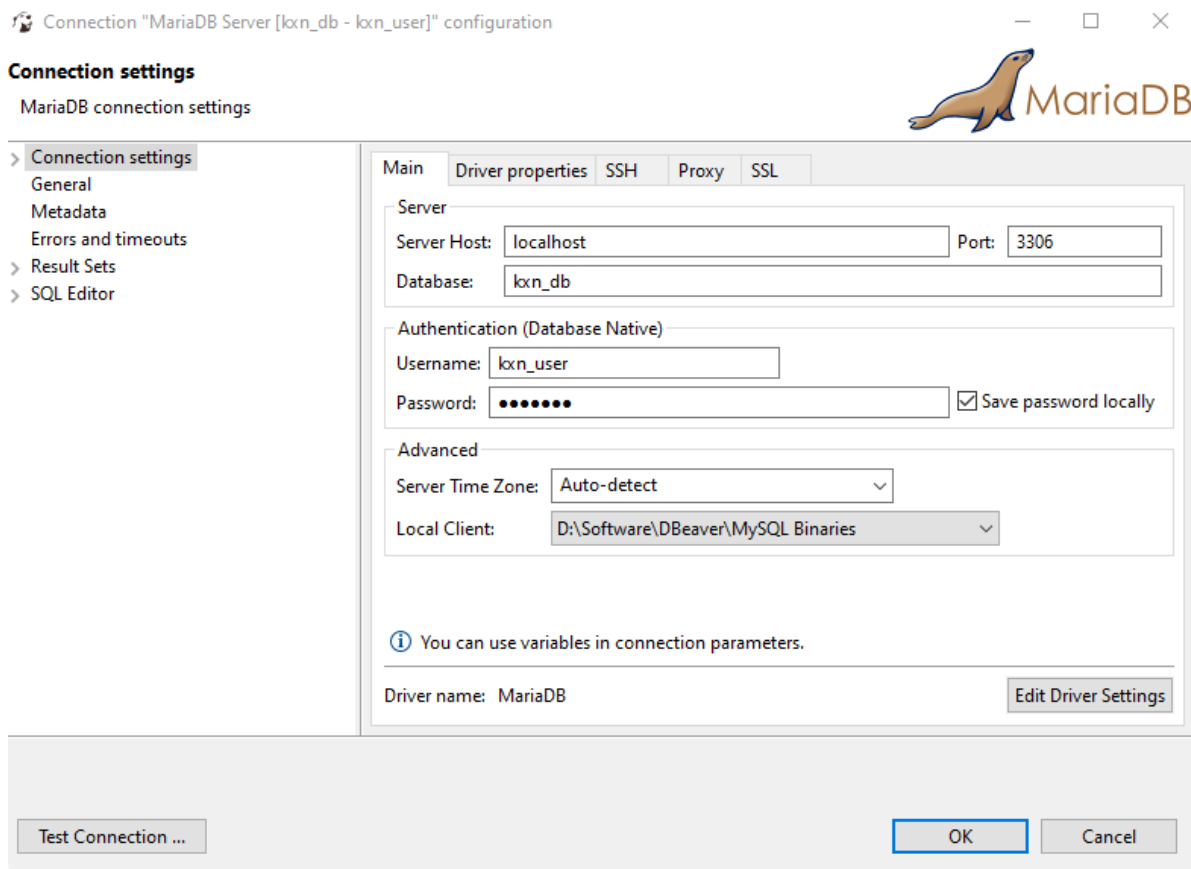 Connection "MariaDB Server [kxn_db - kxn_user]" configuration
Connection settings
MariaDB connection settings
MariaDB
Connection settings
General
Metadata
Errors and timeouts
Result Sets
SQL Editor
Main Driver properties SSH Proxy SSL
Server
Server Host: localhost Port: 3306
Database: kxn_db
Authentication (Database Native)
Username: kxn_user
Password: •••••••  Save password locally
Advanced
Server Time Zone: Auto-detect
Local Client: D:\Software\DBeaver\MySQL Binaries
You can use variables in connection parameters.
Driver name: MariaDB Edit Driver Settings
Test Connection ... OK Cancel